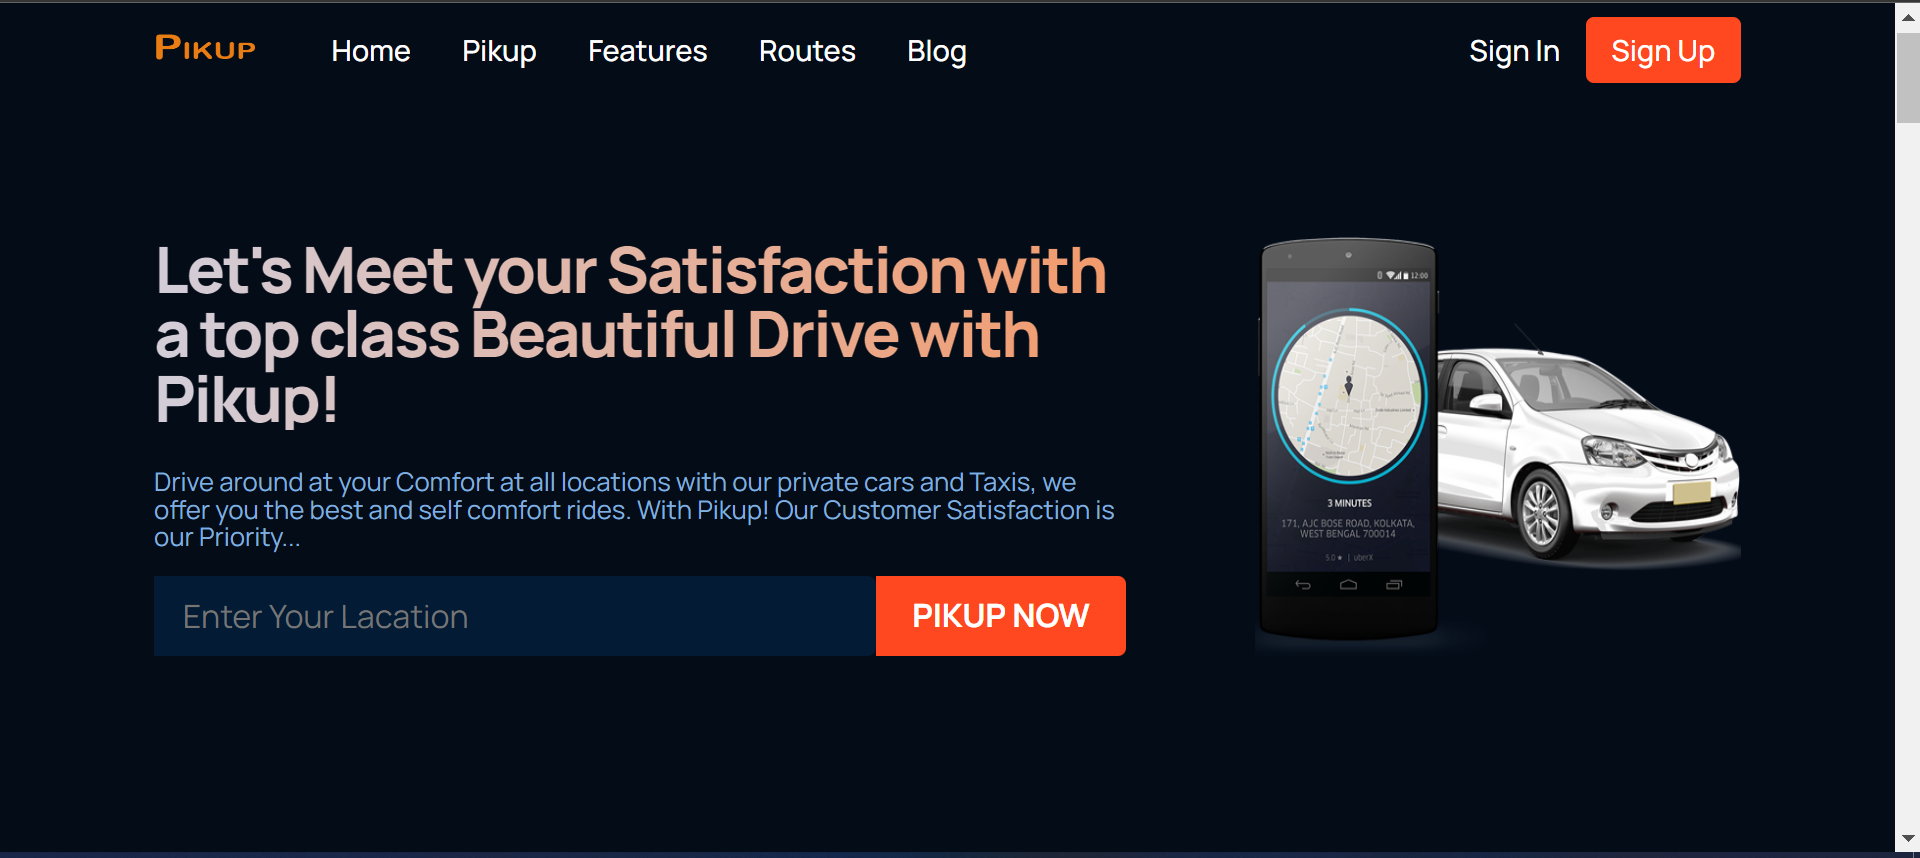 PIKUP
Home
Pikup
Features
Routes
Blog
Sign In
Sign Up
Let's Meet your Satisfaction with
a top class Beautiful Drive with
Pikup!
Drive around at your Comfort at all locations with our private cars and Taxis, we
offer you the best and self comfort rides. With Pikup! Our Customer Satisfaction is
our Priority...
Enter Your Lacation
PIKUP NOW
12:00
3 MINUTES
171, AJC BOSE ROAD, KOLKATA,
WEST BENGAL 700014
5.0 ★ | uberX